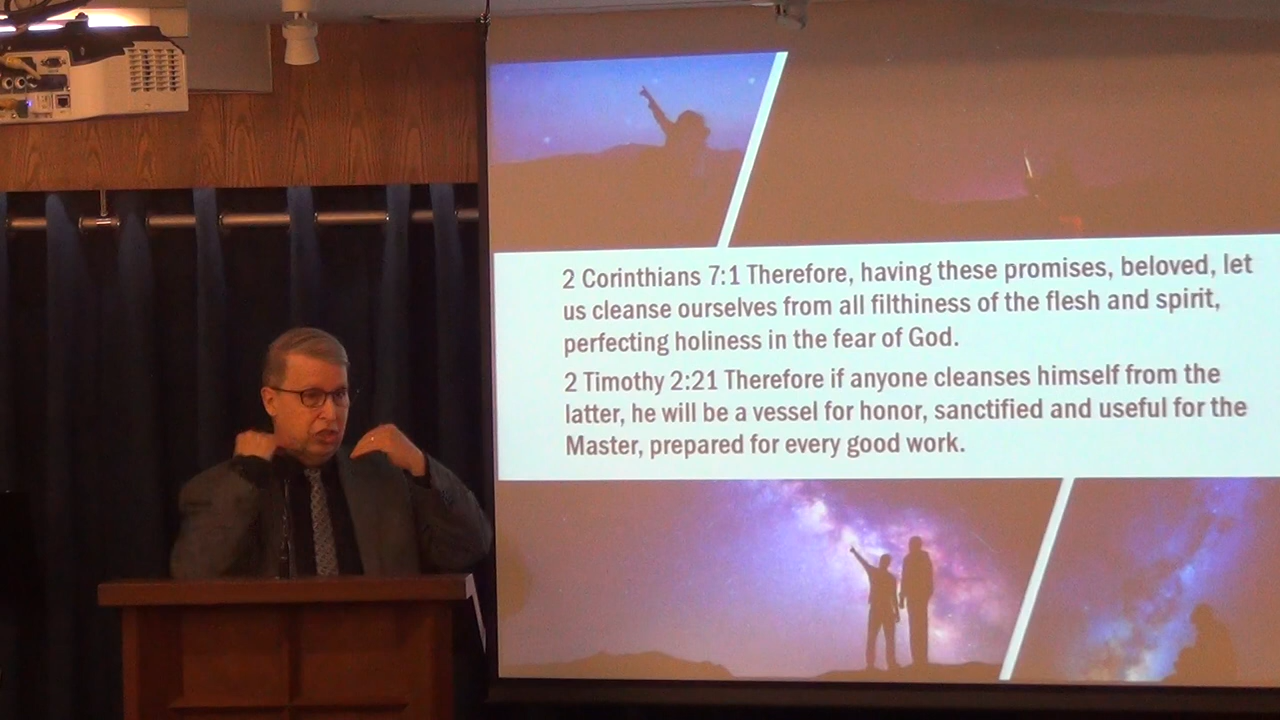 2 Corinthians 7:1 Therefore, having these promises, beloved, let
us cleanse ourselves from all filthiness of the flesh and spirit,
perfecting holiness in the fear of God.
2 Timothy 2:21 Therefore if anyone cleanses himself from the
latter, he will be a vessel for honor, sanctified and useful for the
Master, prepared for every good work.